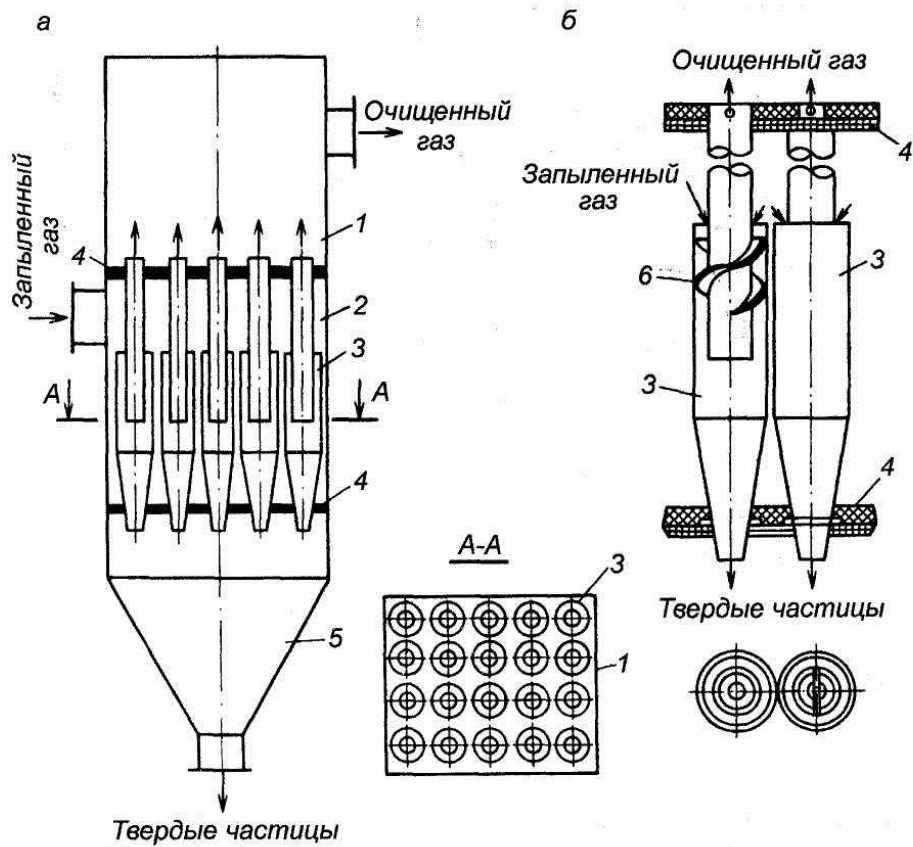 а
Очищенный
газ
Запыленный
газ
1
4
2
3
А
А
4
5
Твердые частицы
А-А
3
1
б
Очищенный газ
4
Запыленный
газ
6
3
3
4
Твердые частицы